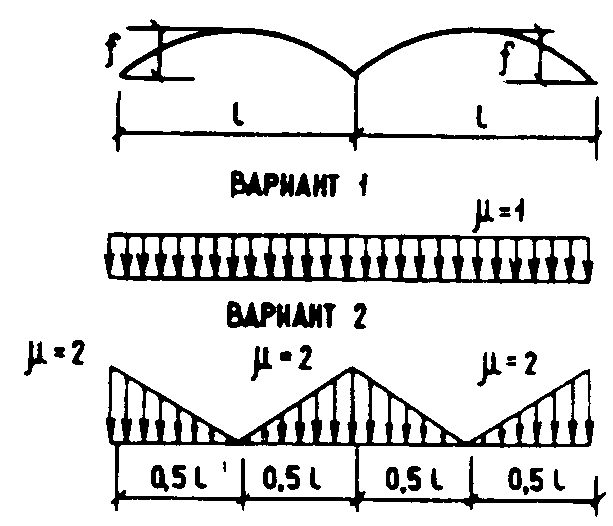 f f
l l
ВАРИАНТ 1
μ=1
ВАРИАНТ 2
μ=2 μ=2 μ=2
0,5 l 0,5 l 0,5 l 0,5 l